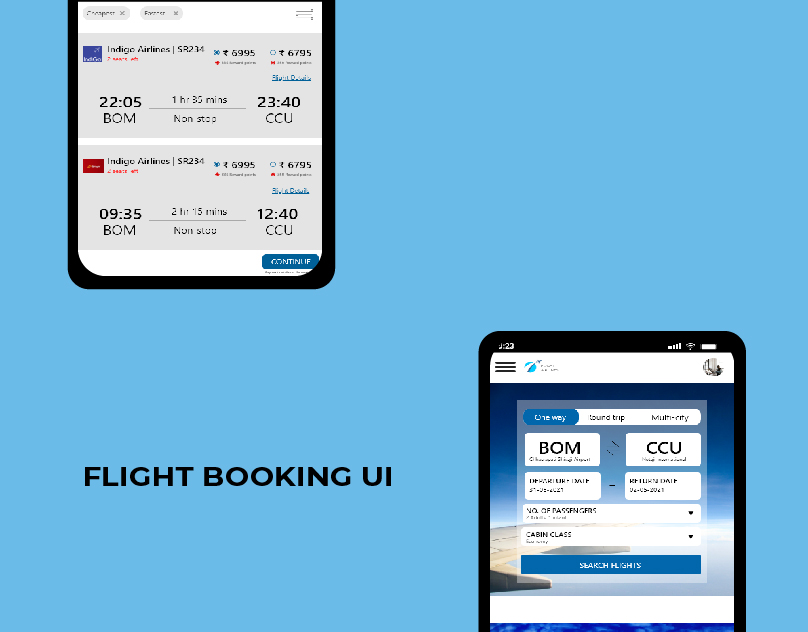 Cheapest ×
Fastest ×
IndiGo
Indigo Airlines | SR234
2 seats left
₹ 6995
₹ 6795
Flight Details
22:05
1 hr 35 mins
23:40
BOM
Non-stop
CCU
Indigo Airlines | SR234
2 seats left
₹ 6995
₹ 6795
Flight Details
09:35
2 hr 15 mins
12:40
BOM
Non-stop
CCU
CONTINUE
FLIGHT BOOKING UI
:23
One way
Round trip
Multi-city
BOM
CCU
DEPARTURE DATE
RETURN DATE
NO. OF PASSENGERS
CABIN CLASS
Economy
SEARCH FLIGHTS